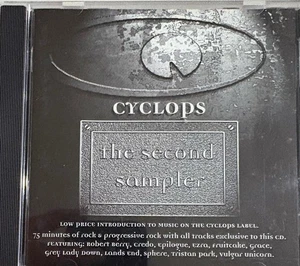 cyclops
the second
sampler
Low price introduction to music on the cyclops label.
75 minutes of rock & progressive rock with all tracks exclusive to this CD.
Featuring: Robert Berry, Credo, Epilogue, Ezra, Fruitcake, Grace,
Grey Lady Down, Lands End, Sphere, Tristan Park, Vulgar Unicorn.